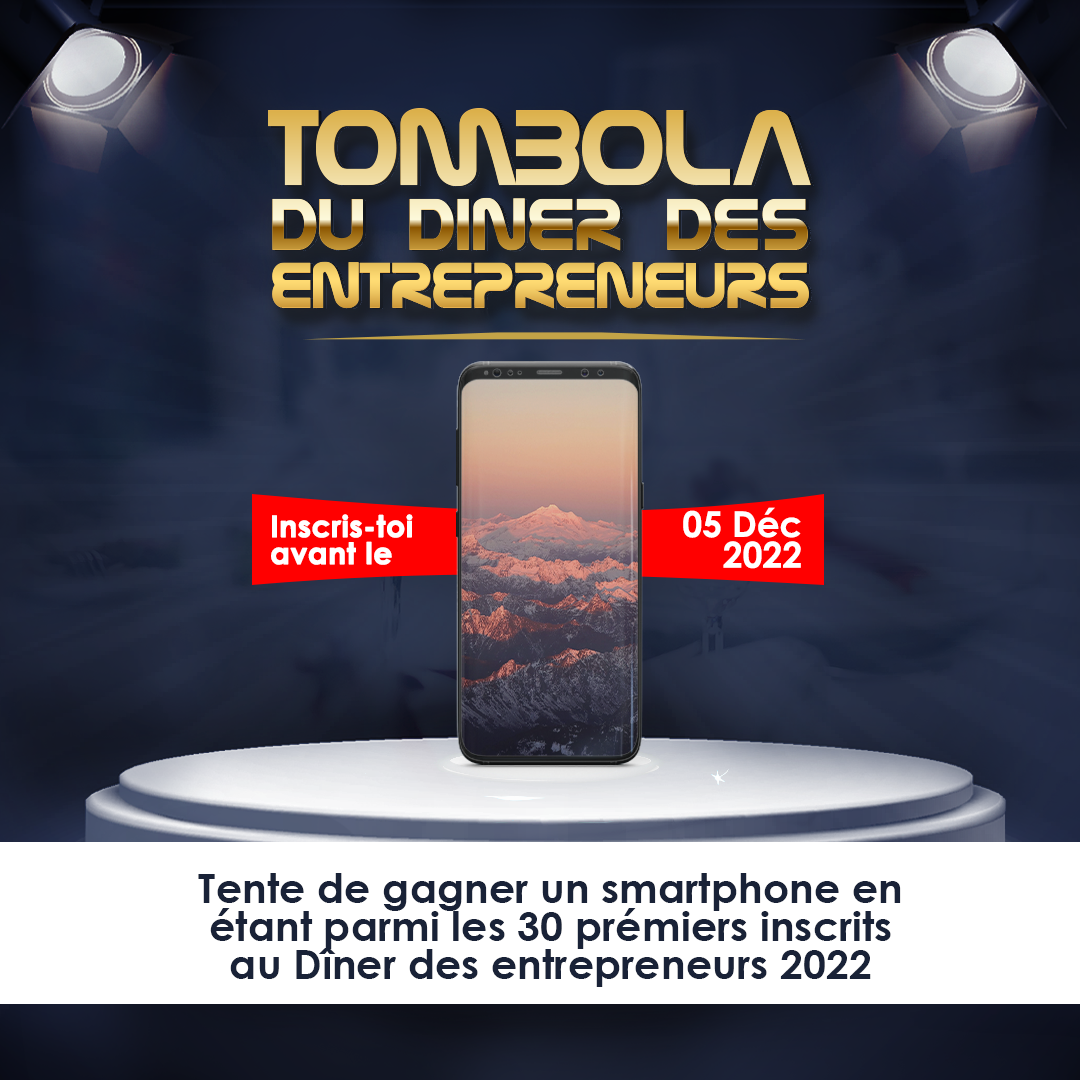 TOMBOLA
DU DINER DES
ENTREPRENEURS
Inscris-toi
avant le
05 Déc
2022
Tente de gagner un smartphone en
étant parmi les 30 prémiers inscrits
au Dîner des entrepreneurs 2022